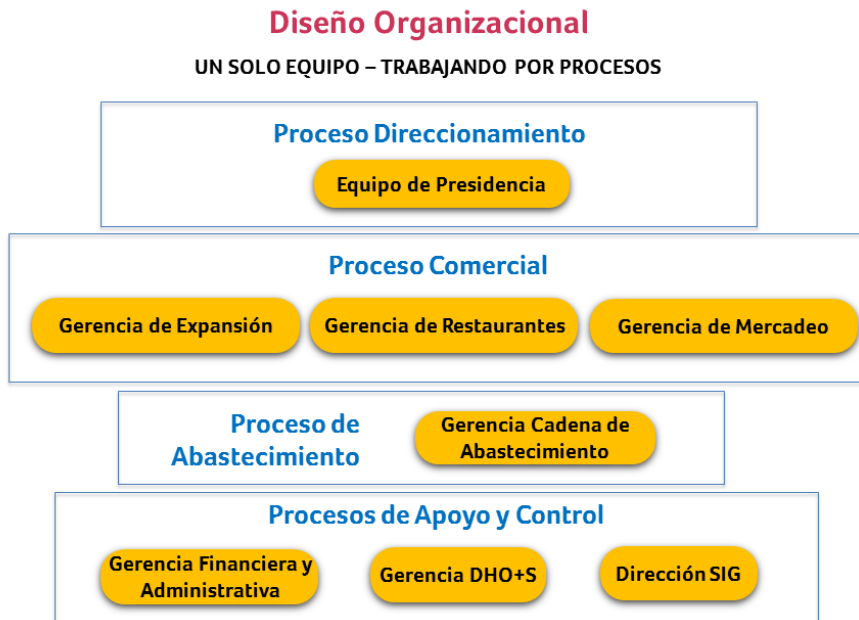 Diseño Organizacional
UN SOLO EQUIPO – TRABAJANDO POR PROCESOS
Proceso Direccionamiento
Equipo de Presidencia
Proceso Comercial
Gerencia de Expansión
Gerencia de Restaurantes
Gerencia de Mercadeo
Proceso de
Abastecimiento
Gerencia Cadena de
Abastecimiento
Procesos de Apoyo y Control
Gerencia Financiera y
Administrativa
Gerencia DHO+S
Dirección SIG